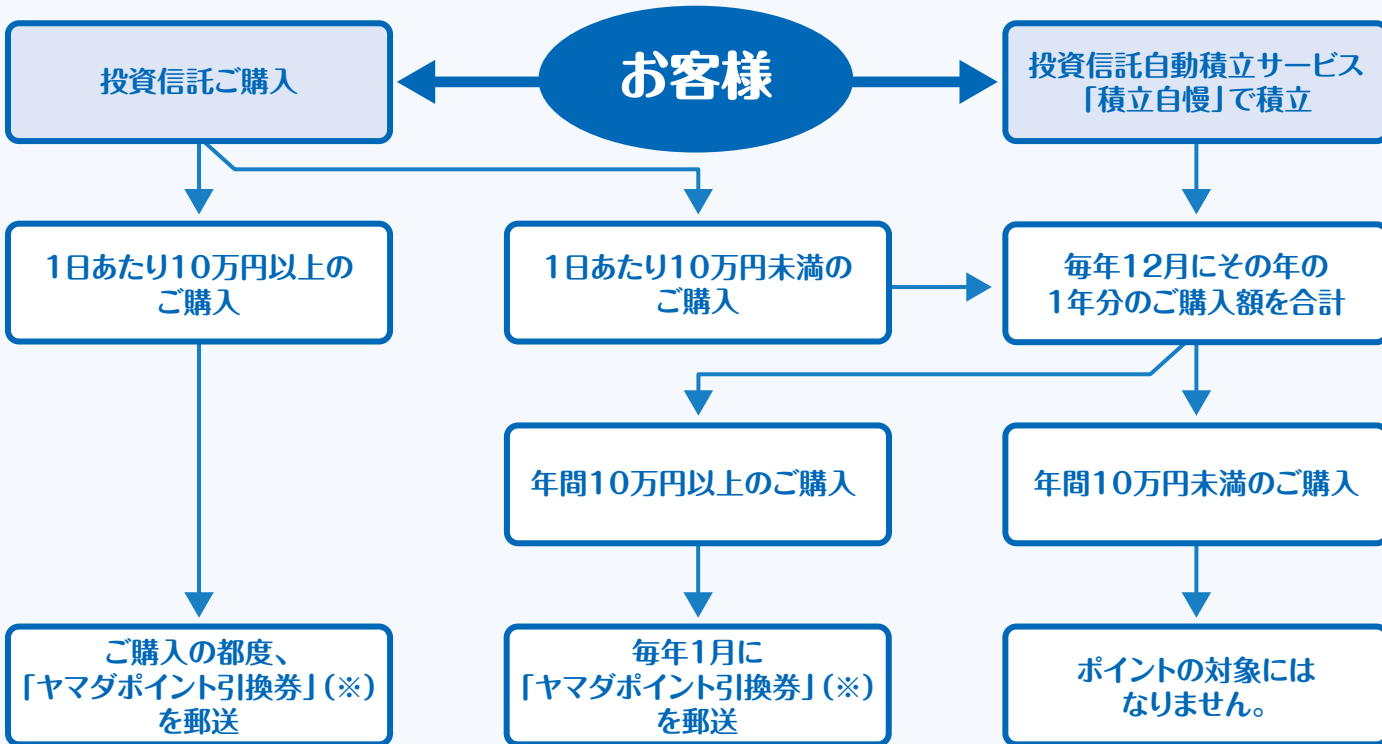 お客様
投資信託ご購入
投資信託自動積立サービス
「積立自慢」で積立
1日あたり10万円以上の
ご購入
1日あたり10万円未満の
ご購入
毎年12月にその年の
1年分のご購入額を合計
年間10万円以上のご購入
年間10万円未満のご購入
ご購入の都度、
「ヤマダポイント引換券」(※)
を郵送
毎年1月に
「ヤマダポイント引換券」(※)
を郵送
ポイントの対象には
なりません。